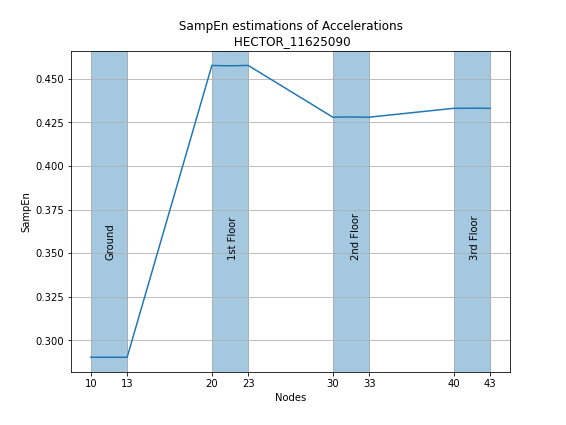 SampEn estimations of Accelerations
HECTOR_11625090
0.450
0.425
0.400
0.375
0.350
0.325
0.300
SampEn
Ground
1st Floor
2nd Floor
3rd Floor
10 13 20 23 30 33 40 43
Nodes